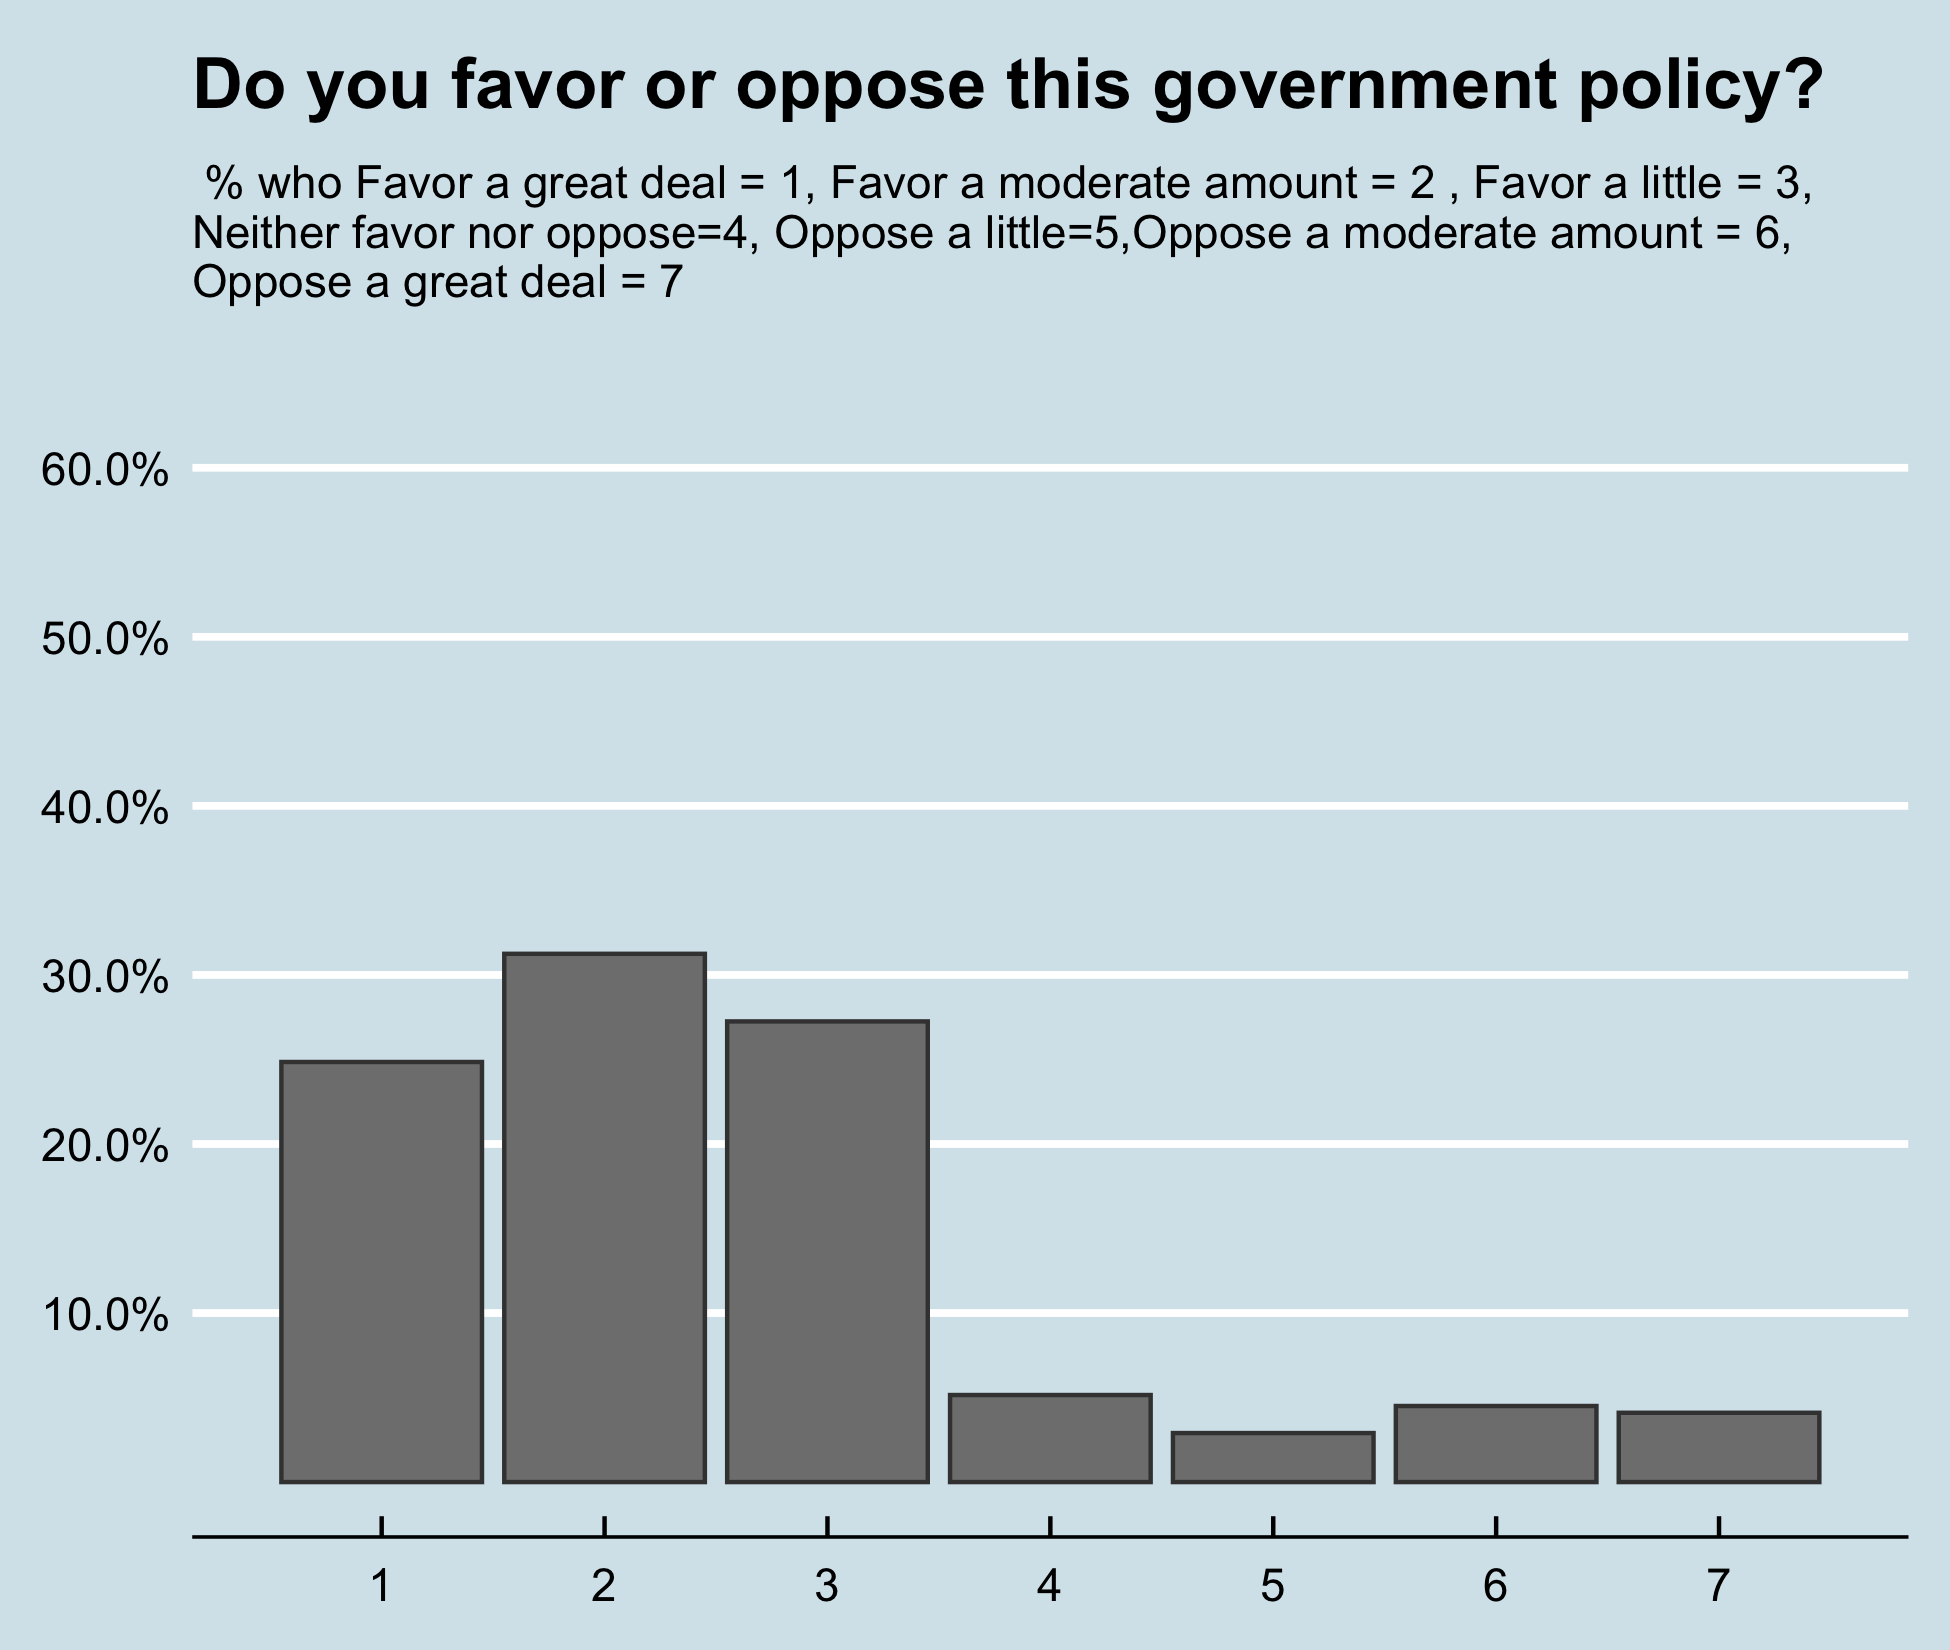 Do you favor or oppose this government policy?
% who Favor a great deal = 1, Favor a moderate amount = 2 , Favor a little = 3,
Neither favor nor oppose=4, Oppose a little=5,Oppose a moderate amount = 6,
Oppose a great deal = 7
60.0%
50.0%
40.0%
30.0%
20.0%
10.0%
1 2 3 4 5 6 7